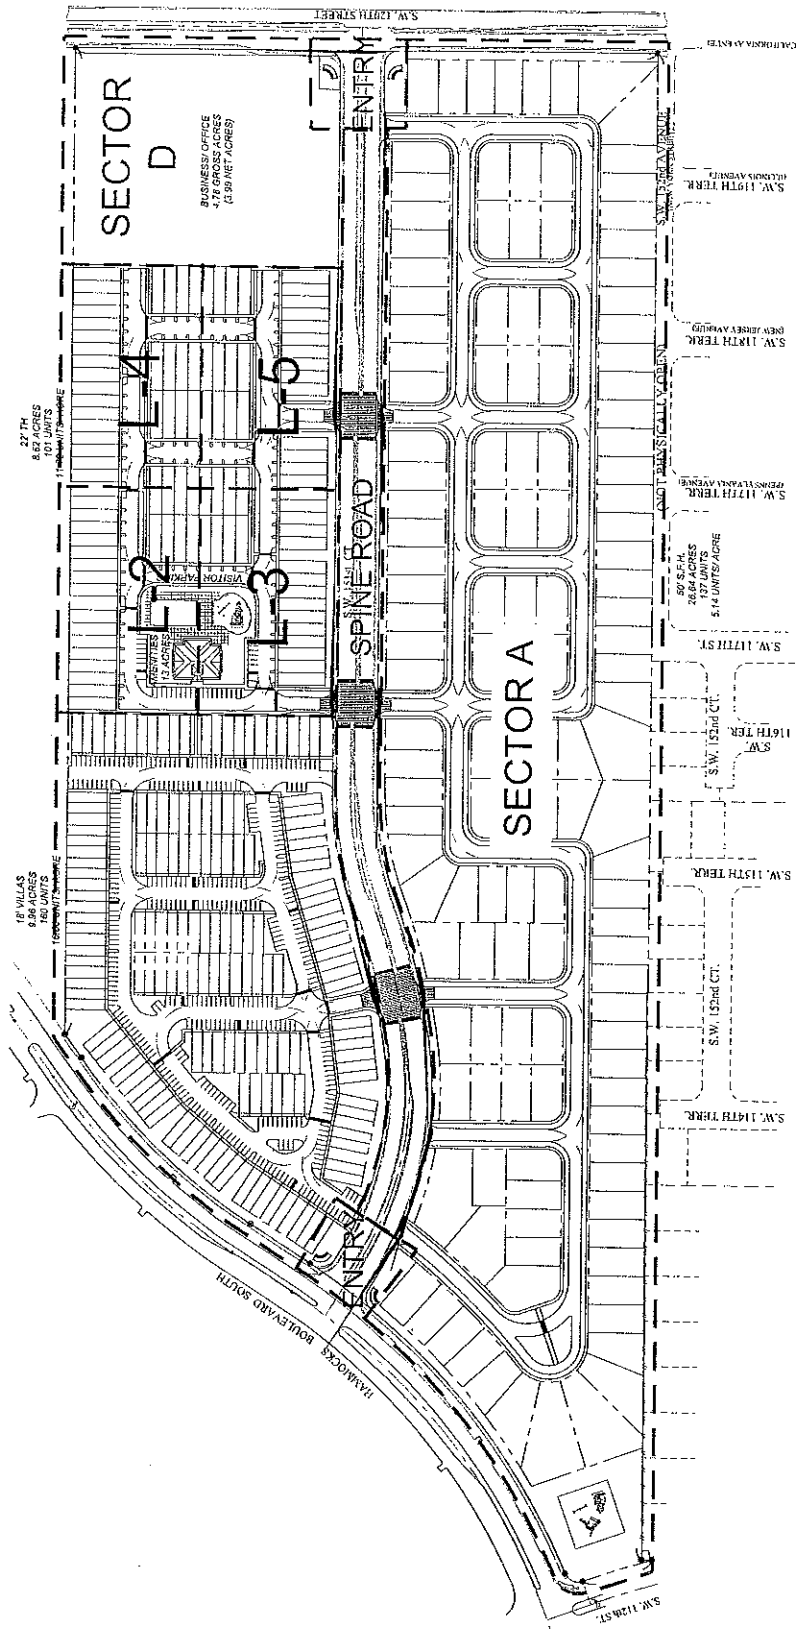 S.W. 120TH STREET
SECTOR
D
BUSINESS/ OFFICE
4.78 GROSS ACRES
(3.99 NET ACRES)
ENTRY
S.W. 152nd AVENUE
(NOT PHYSICALLY OPEN)
CALIFORNIA AVENUE)
S.W. 119TH TERR.
(ILLINOIS AVENUE)
S.W. 118TH TERR.
(NEW JERSEY AVENUE)
S.W. 117TH TERR.
(PENNSYLVANIA AVENUE)
22' TH
8.62 ACRES
101 UNITS
L-4
L-5
L-2
L-3
VISITOR PARKING
AMENITIES
SPINE ROAD
SECTOR A
50' S.F.H.
26.64 ACRES
137 UNITS
5.14 UNITS/ ACRE
S.W. 117TH ST.
S.W.
116TH TER.
S.W. 152nd CT.
S.W. 115TH TERR.
S.W. 152nd CT.
S.W. 114TH TERR.
18' VILLAS
9.96 ACRES
160 UNITS
ENTRY
HAMMOCKS BOULEVARD SOUTH
S.W. 112th ST.